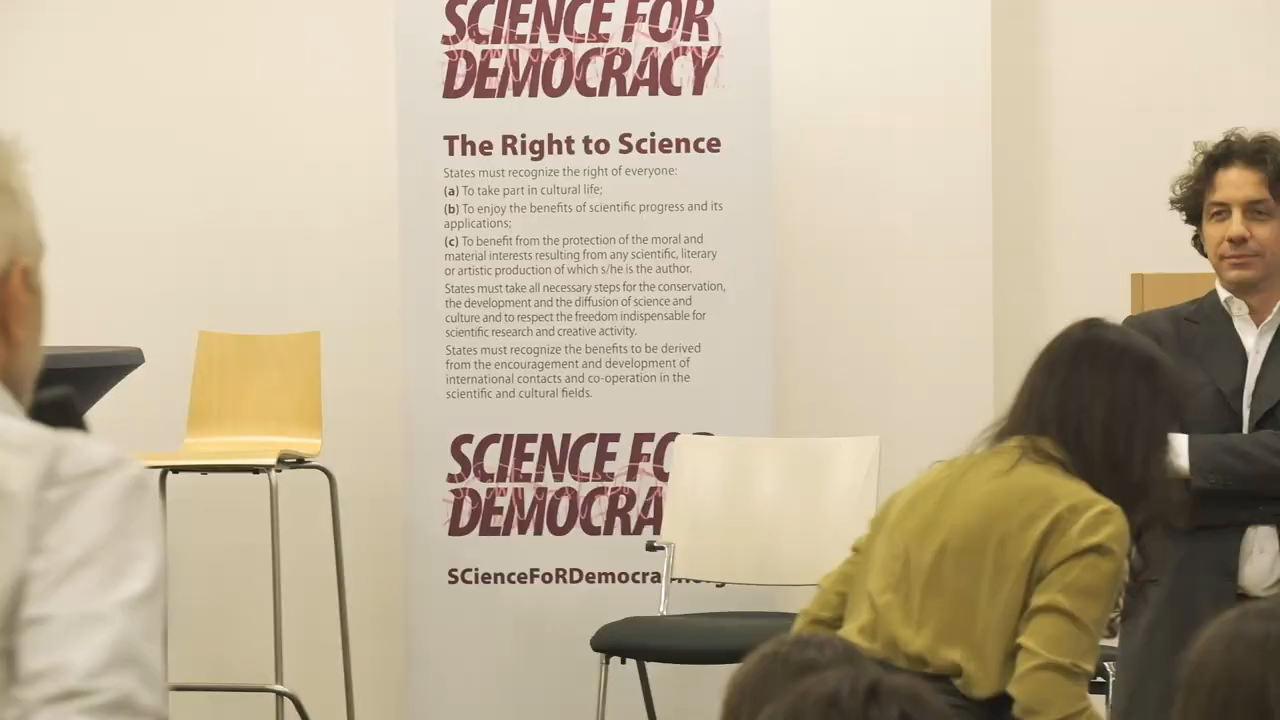 SCIENCE FOR
DEMOCRACY
The Right to Science
States must recognize the right of everyone:
(a) To take part in cultural life;
(b) To enjoy the benefits of scientific progress and its
applications;
(c) To benefit from the protection of the moral and
material interests resulting from any scientific, literary
or artistic production of which s/he is the author.
States must take all necessary steps for the conservation,
the development and the diffusion of science and
culture and to respect the freedom indispensable for
scientific research and creative activity.
States must recognize the benefits to be derived
from the encouragement and development of
international contacts and co-operation in the
scientific and cultural fields.
SCIENCE FO
DEMOCRA
SCienceFoRDemocra